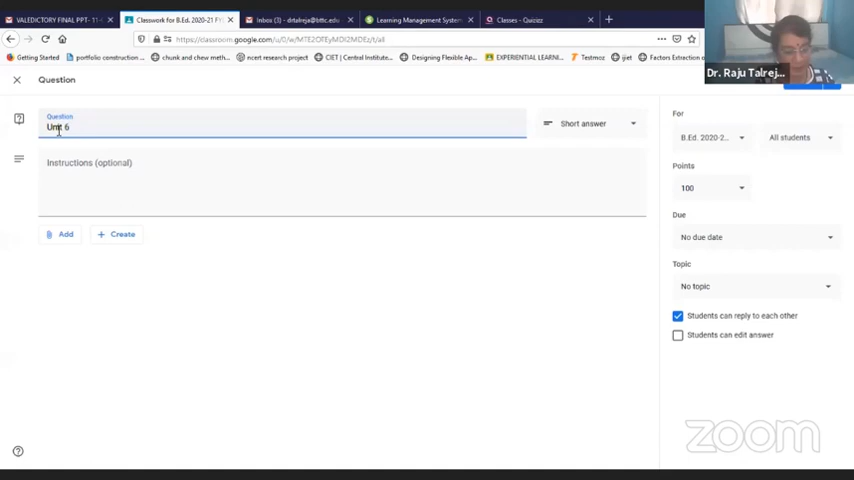 VALEDICTORY FINAL PPT- 11-
Classwork for B.Ed. 2020-21 F
Inbox (3) - drtalreja@bttc.edu
Learning Management System
Classes - Quizizz
https://classroom.google.com/u/0/w/MTE2OTEyMDI2MDEz/t/all
Getting Started
portfolio construction...
chunk and chew method...
ncert research project
CIET | Central Institute...
Designing Flexible Ap...
EXPERIENTIAL LEARN
Testmoz
ijiet
Factors Extraction o
Dr. Raju Talrej...
Question
Question
Unit 6
Short answer
Instructions (optional)
Add
Create
For
B.Ed. 2020-2...
All students
Points
100
Due
No due date
Topic
No topic
Students can reply to each other
Students can edit answer
zoom